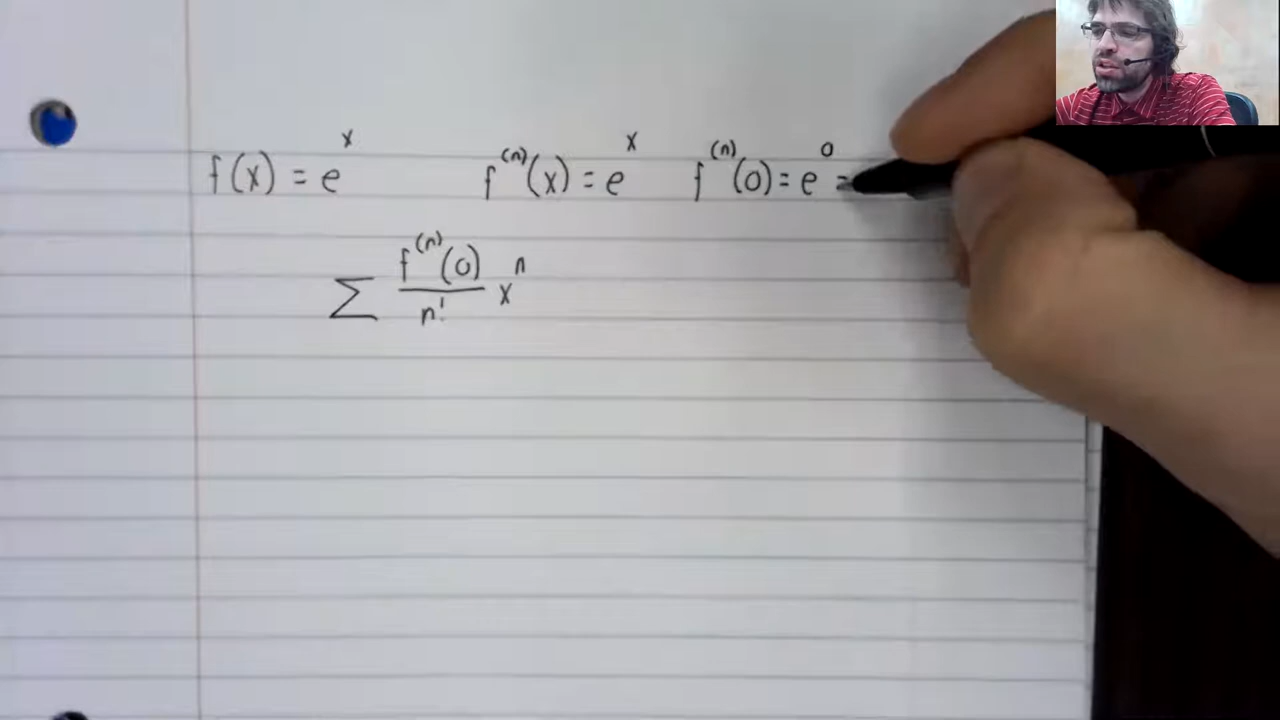 f(x) = e^x f^(n)(x) = e^x f^(n)(0) = e^0 =
∑ f^(n)(0)/n! x^n